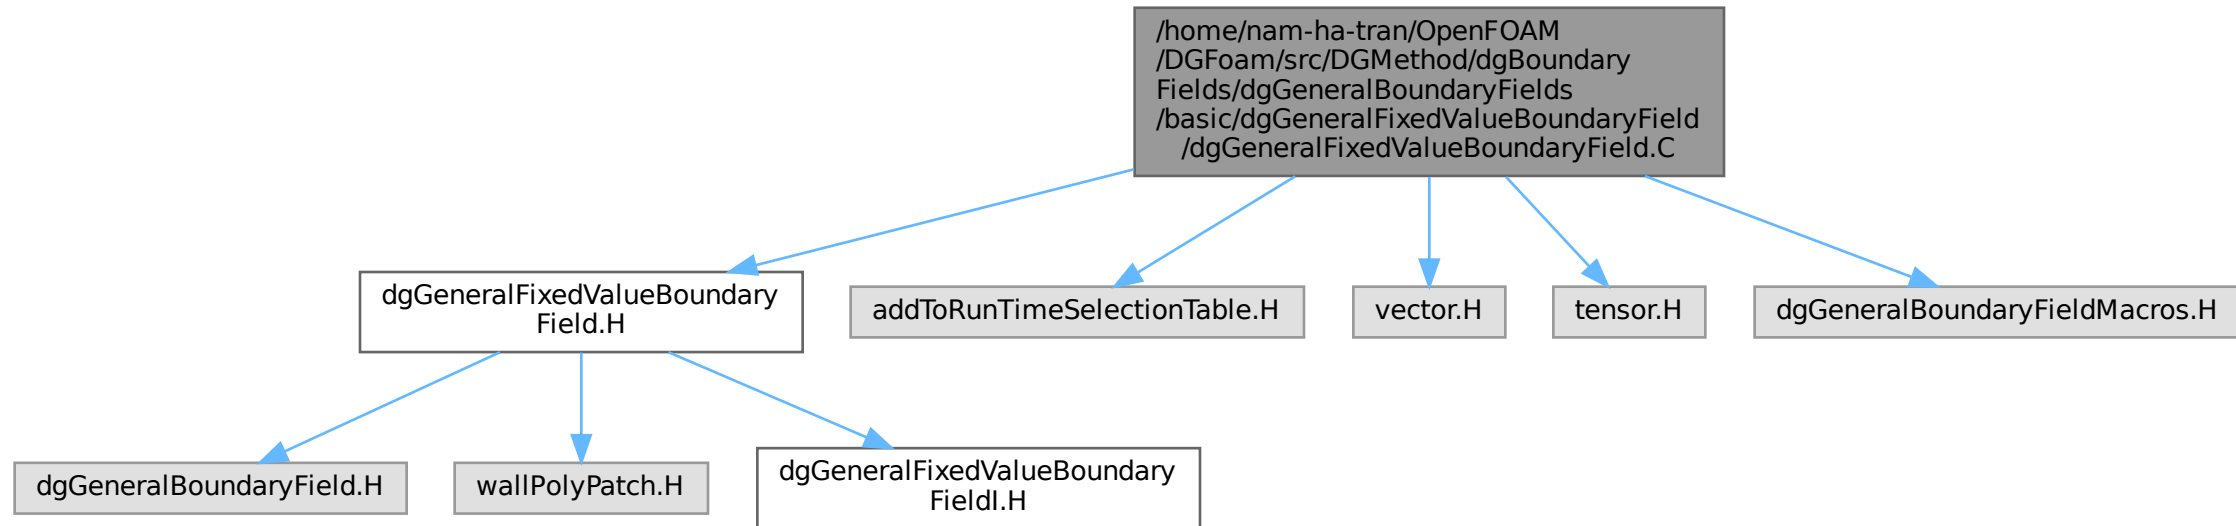 /home/nam-ha-tran/OpenFOAM
/DGFoam/src/DGMethod/dgBoundary
Fields/dgGeneralBoundaryFields
/basic/dgGeneralFixedValueBoundaryField
/dgGeneralFixedValueBoundaryField.C
dgGeneralFixedValueBoundary
Field.H
addToRunTimeSelectionTable.H
vector.H
tensor.H
dgGeneralBoundaryFieldMacros.H
dgGeneralBoundaryField.H
wallPolyPatch.H
dgGeneralFixedValueBoundary
FieldI.H